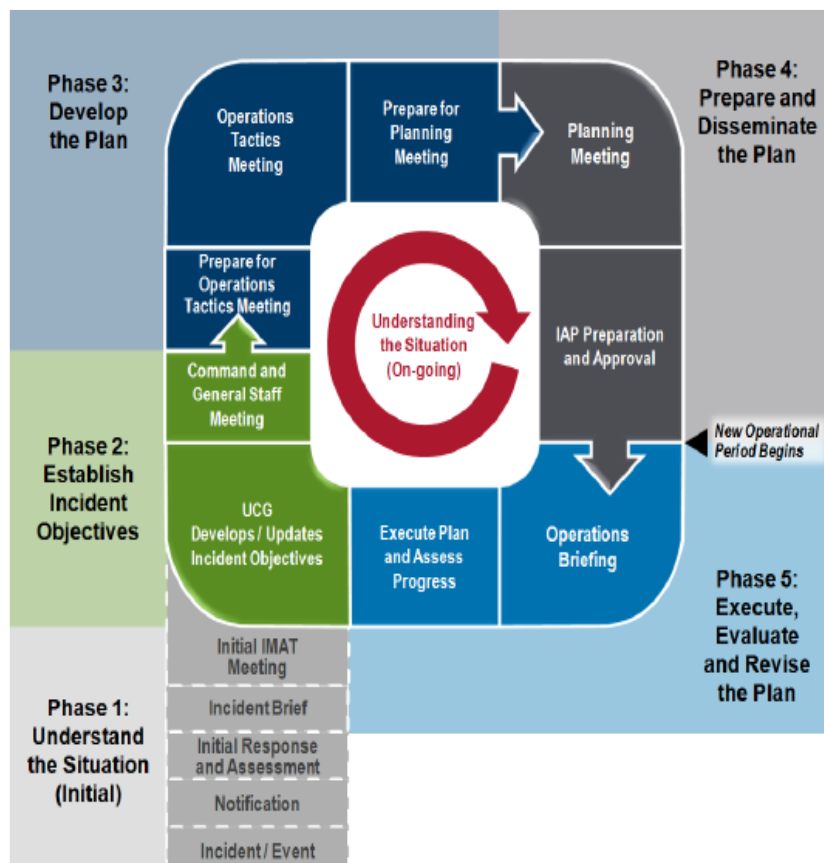 Phase 3:
Develop
the Plan
Operations
Tactics
Meeting
Prepare for
Planning
Meeting
Planning
Meeting
Phase 4:
Prepare and
Disseminate
the Plan
Prepare for
Operations
Tactics Meeting
Understanding
the Situation
(On-going)
IAP Preparation
and Approval
Command and
General Staff
Meeting
New Operational
Period Begins
Phase 2:
Establish
Incident
Objectives
UCG
Develops / Updates
Incident Objectives
Execute Plan
and Assess
Progress
Operations
Briefing
Phase 5:
Execute,
Evaluate
and Revise
the Plan
Phase 1:
Understand
the Situation
(Initial)
Initial IMAT
Meeting
Incident Brief
Initial Response
and Assessment
Notification
Incident / Event